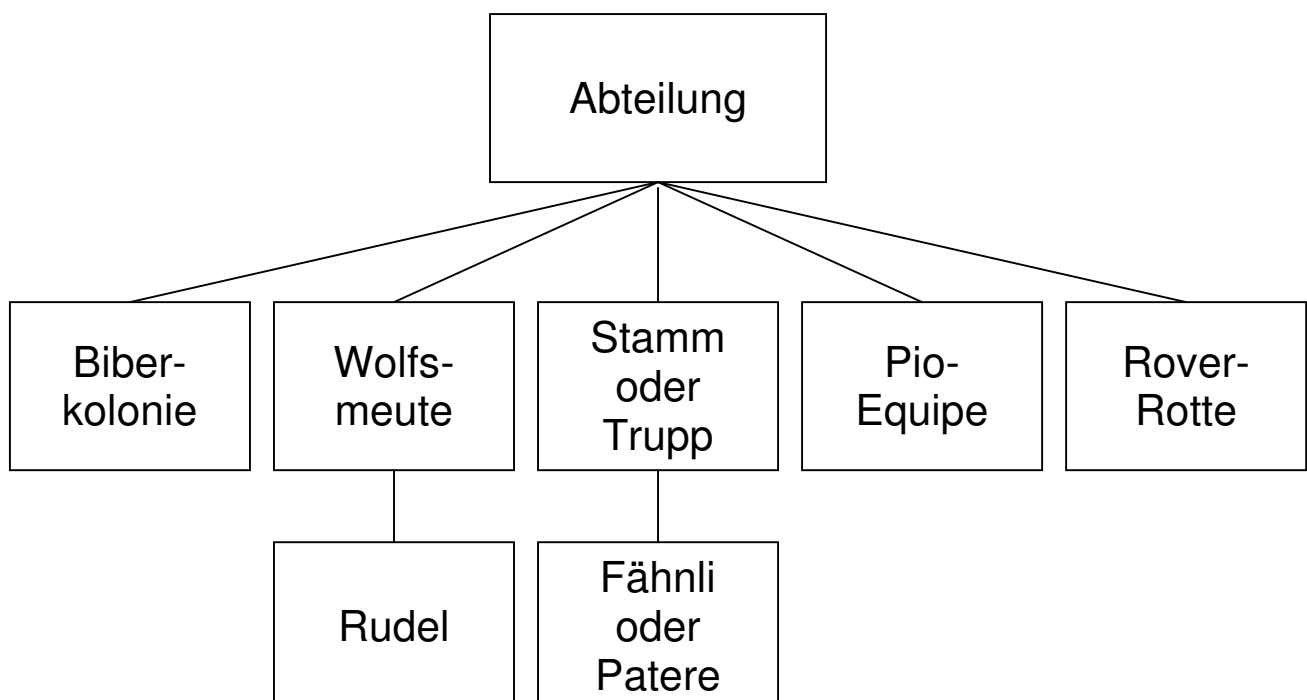 Abteilung
Biber-
kolonie
Wolfs-
meute
Stamm
oder
Trupp
Pio-
Equipe
Rover-
Rotte
Rudel
Fähnli
oder
Patere